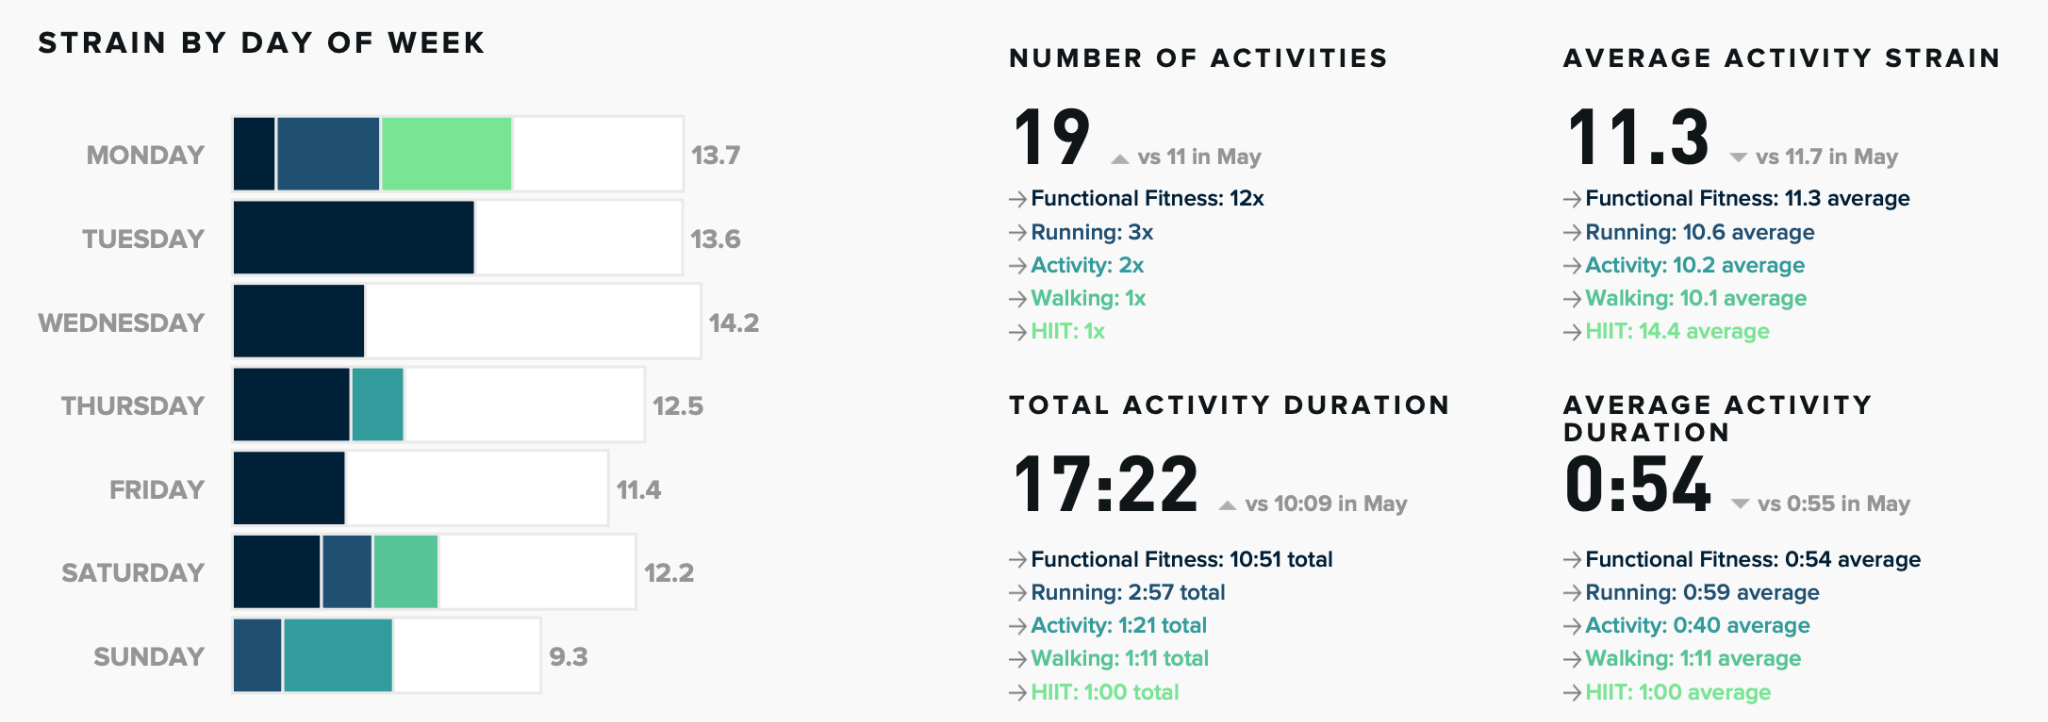 STRAIN BY DAY OF WEEK
MONDAY 13.7
TUESDAY 13.6
WEDNESDAY 14.2
THURSDAY 12.5
FRIDAY 11.4
SATURDAY 12.2
SUNDAY 9.3
NUMBER OF ACTIVITIES
19 ▲ vs 11 in May
→ Functional Fitness: 12x
→ Running: 3x
→ Activity: 2x
→ Walking: 1x
→ HIIT: 1x
AVERAGE ACTIVITY STRAIN
11.3 ▼ vs 11.7 in May
→ Functional Fitness: 11.3 average
→ Running: 10.6 average
→ Activity: 10.2 average
→ Walking: 10.1 average
→ HIIT: 14.4 average
TOTAL ACTIVITY DURATION
17:22 ▲ vs 10:09 in May
→ Functional Fitness: 10:51 total
→ Running: 2:57 total
→ Activity: 1:21 total
→ Walking: 1:11 total
→ HIIT: 1:00 total
AVERAGE ACTIVITY
DURATION
0:54 ▼ vs 0:55 in May
→ Functional Fitness: 0:54 average
→ Running: 0:59 average
→ Activity: 0:40 average
→ Walking: 1:11 average
→ HIIT: 1:00 average